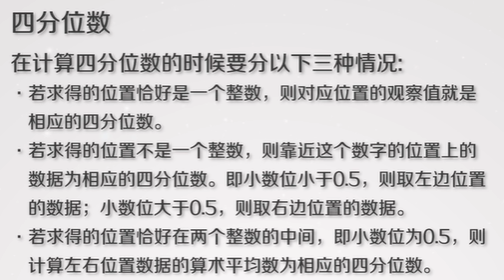 四分位数
在计算四分位数的时候要分以下三种情况:
·若求得的位置恰好是一个整数，则对应位置的观察值就是
相应的四分位数。
·若求得的位置不是一个整数，则靠近这个数字的位置上的
数据为相应的四分位数。即小数位小于0.5，则取左边位置
的数据；小数位大于0.5，则取右边位置的数据。
·若求得的位置恰好在两个整数的中间，即小数位为0.5，则
计算左右位置数据的算术平均数为相应的四分位数。